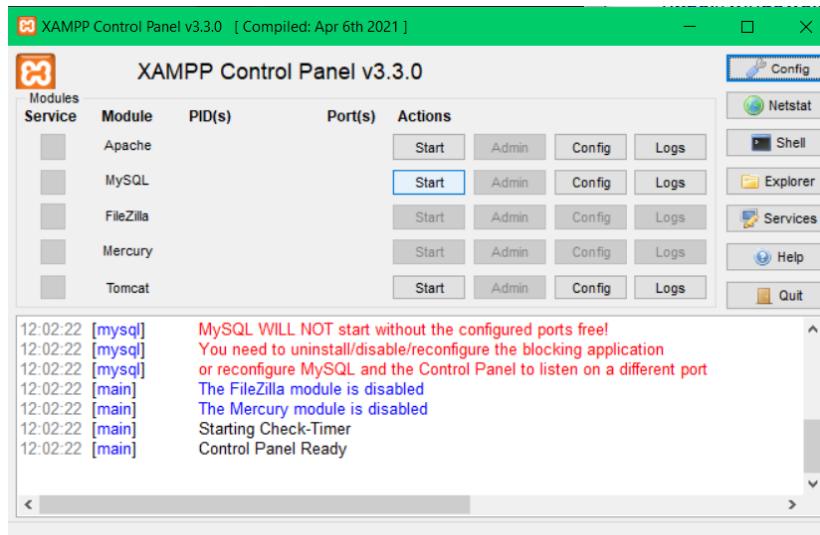 XAMPP Control Panel v3.3.0 [ Compiled: Apr 6th 2021 ]
XAMPP Control Panel v3.3.0
Config
Modules
Service Module PID(s) Port(s) Actions
Netstat
Apache Start Admin Config Logs
Shell
MySQL Start Admin Config Logs
Explorer
FileZilla Start Admin Config Logs
Services
Mercury Start Admin Config Logs
Help
Tomcat Start Admin Config Logs
Quit
12:02:22 [mysql] MySQL WILL NOT start without the configured ports free!
12:02:22 [mysql] You need to uninstall/disable/reconfigure the blocking application
12:02:22 [mysql] or reconfigure MySQL and the Control Panel to listen on a different port
12:02:22 [main] The FileZilla module is disabled
12:02:22 [main] The Mercury module is disabled
12:02:22 [main] Starting Check-Timer
12:02:22 [main] Control Panel Ready